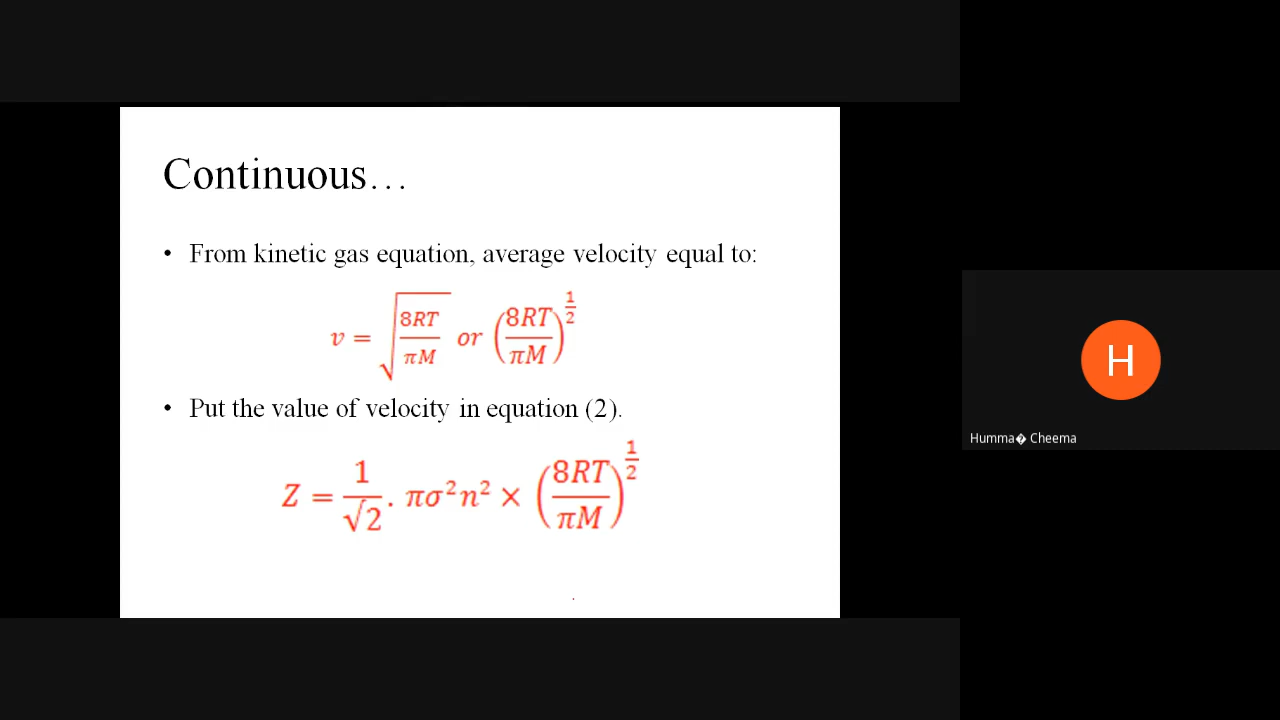 Continuous…
• From kinetic gas equation, average velocity equal to:
v = √(8RT/πM) or (8RT/πM)^(1/2)
• Put the value of velocity in equation (2).
Z = 1/√2 . πσ²n² × (8RT/πM)^(1/2)
H
Humma� Cheema